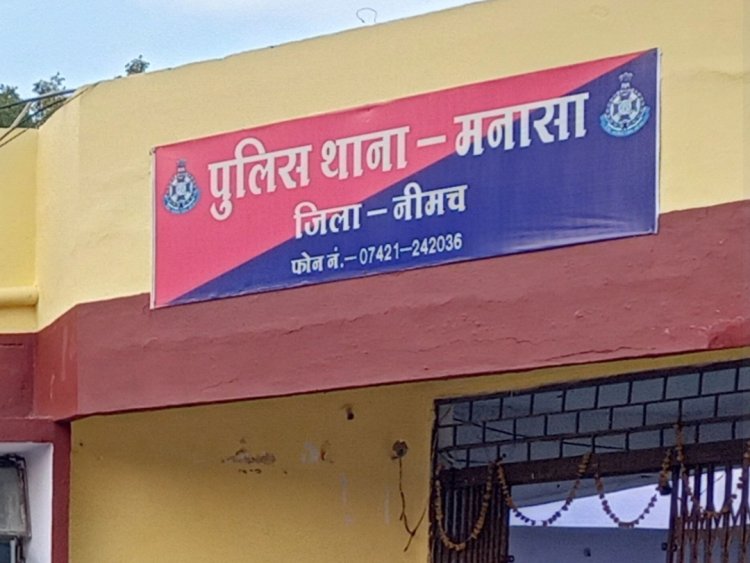 पुलिस थाना - मनासा
जिला - नीमच
फोन नं.- 07421-242036